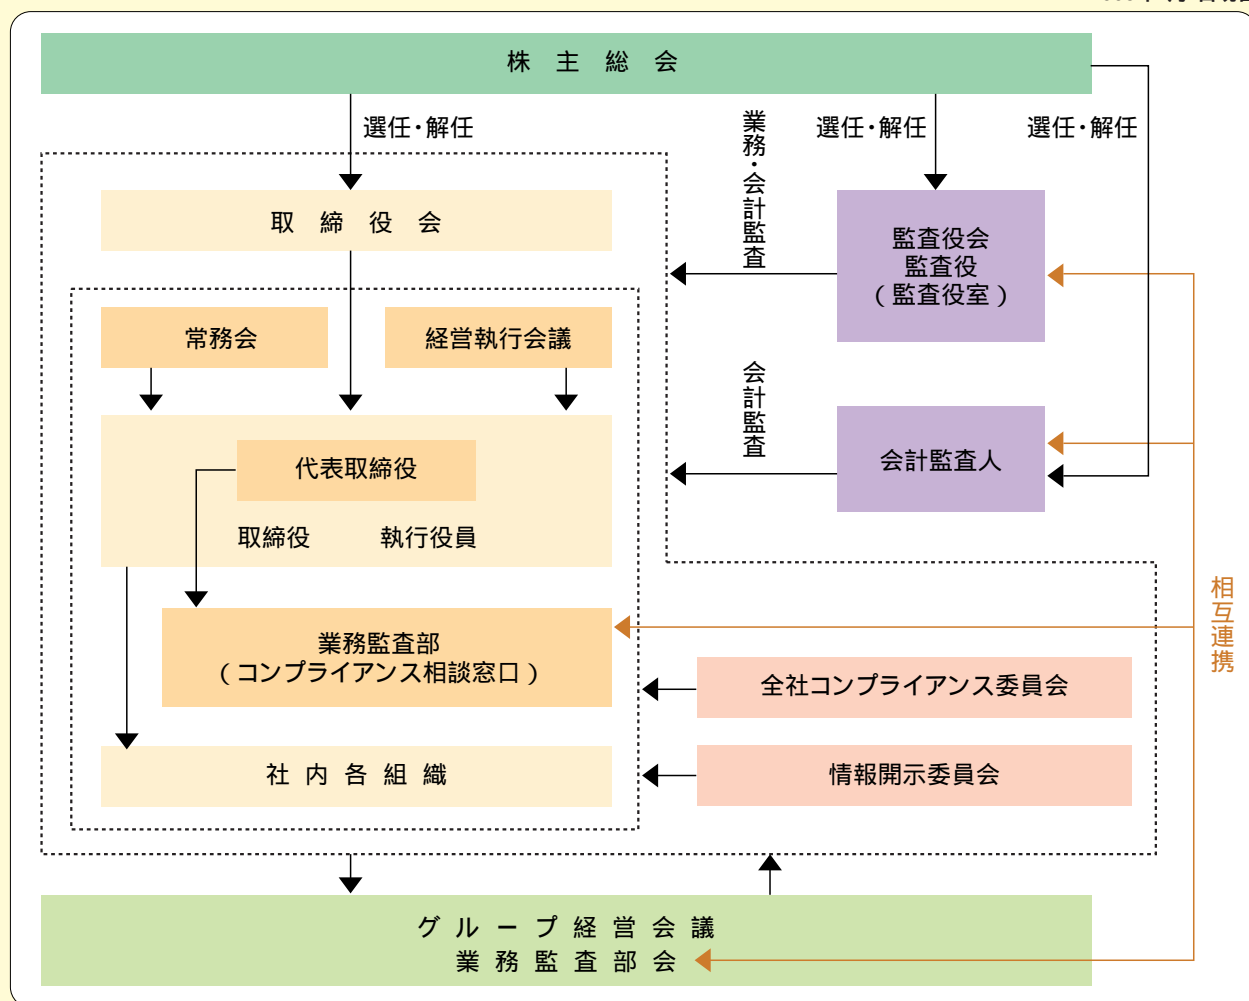 株主総会
選任・解任
選任・解任
選任・解任
業務・会計監査
取締役会
監査役会
監査役
（監査役室）
常務会
経営執行会議
会計監査
代表取締役
会計監査人
取締役
執行役員
相互連携
業務監査部
（コンプライアンス相談窓口）
全社コンプライアンス委員会
社内各組織
情報開示委員会
グループ経営会議
業務監査部会